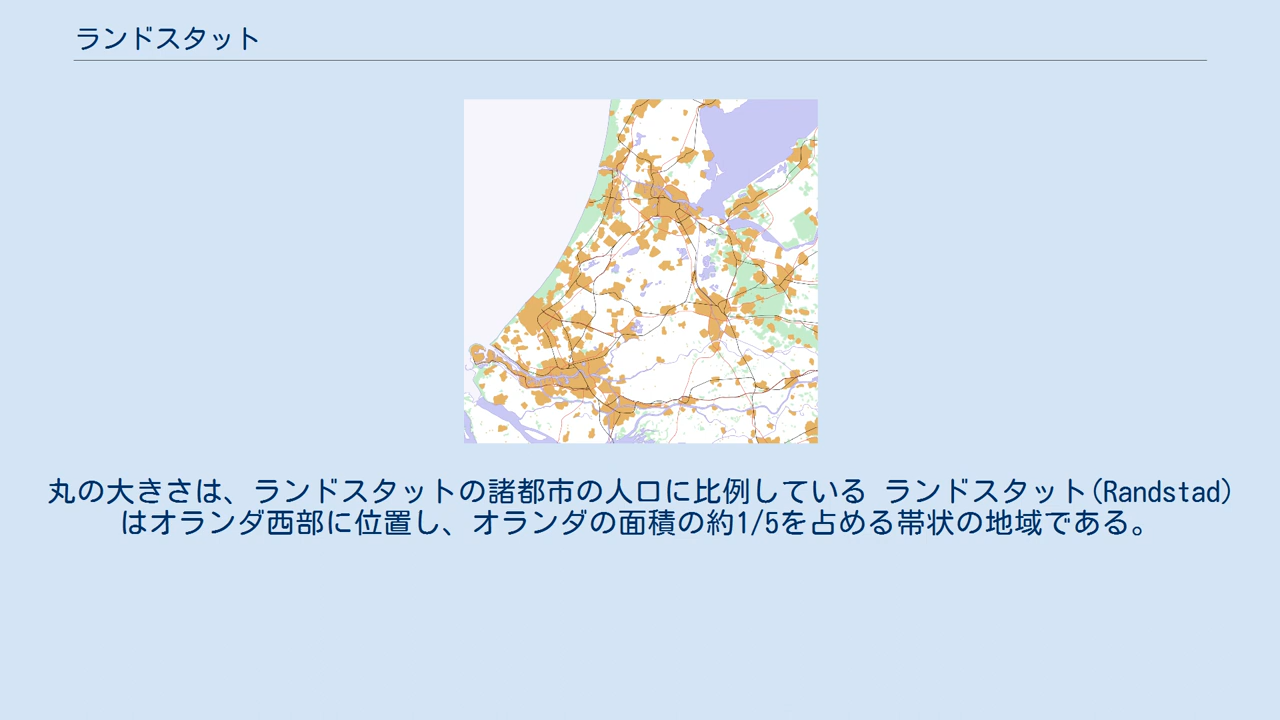 ランドスタット
丸の大きさは、ランドスタットの諸都市の人口に比例している ランドスタット(Randstad)
はオランダ西部に位置し、オランダの面積の約1/5を占める帯状の地域である。